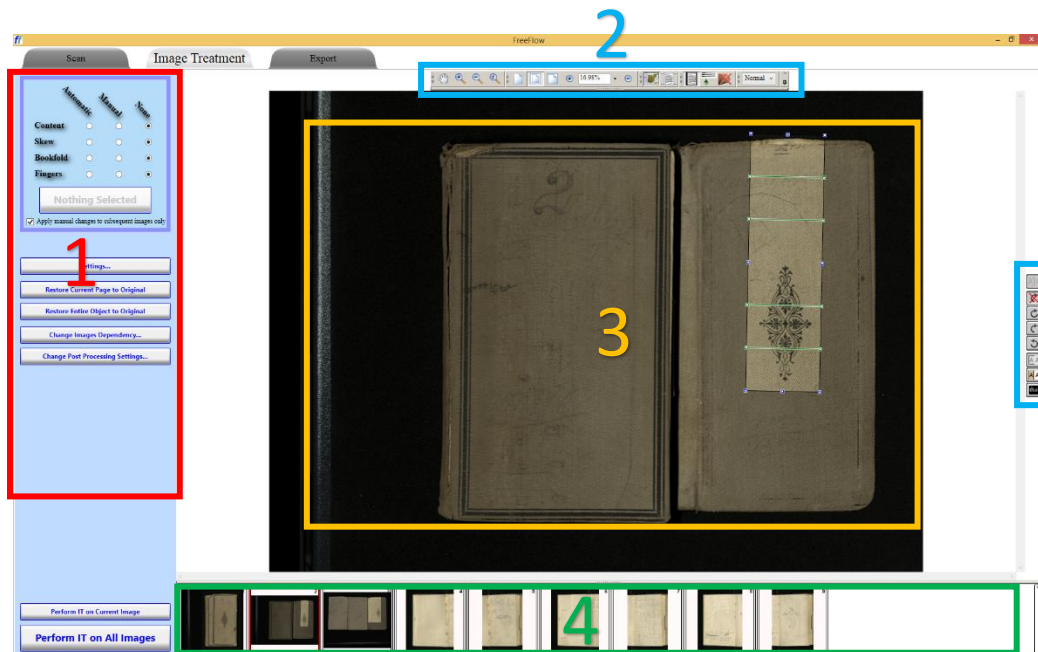 FreeFlow
2
Scan
Image Treatment
Export
16.98%
Normal
Automatic
Manual
None
Content
Skew
Bookfold
Fingers
Nothing Selected
Apply manual changes to subsequent images only
1
Restore Current Page to Original
Restore Entire Object to Original
Change Images Dependency...
Change Post Processing Settings...
2
3
Perform IT on Current Image
Perform IT on All Images
4